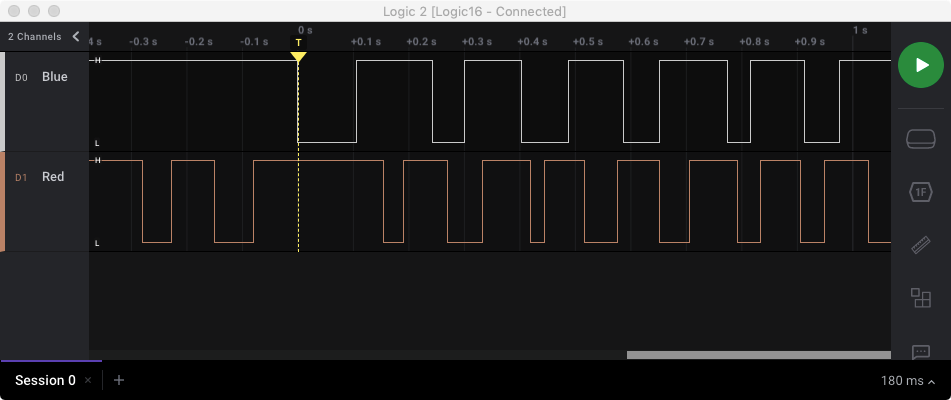 Logic 2 [Logic16 - Connected]
2 Channels
0 s
1 s
4 s -0.3 s -0.2 s -0.1 s T +0.1 s +0.2 s +0.3 s +0.4 s +0.5 s +0.6 s +0.7 s +0.8 s +0.9 s
H
D0 Blue
L
H
D1 Red
L
1F
Session 0 × +
180 ms